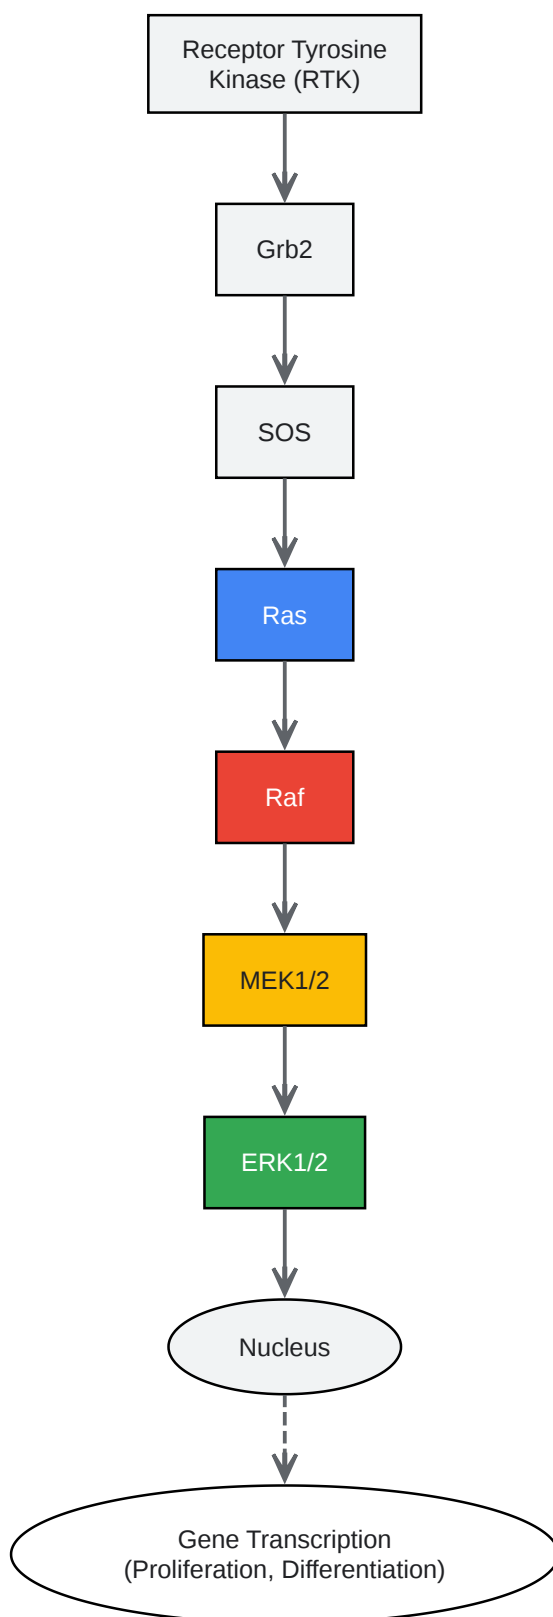 Receptor Tyrosine
Kinase (RTK)
Grb2
SOS
Ras
Raf
MEK1/2
ERK1/2
Nucleus
Gene Transcription
(Proliferation, Differentiation)